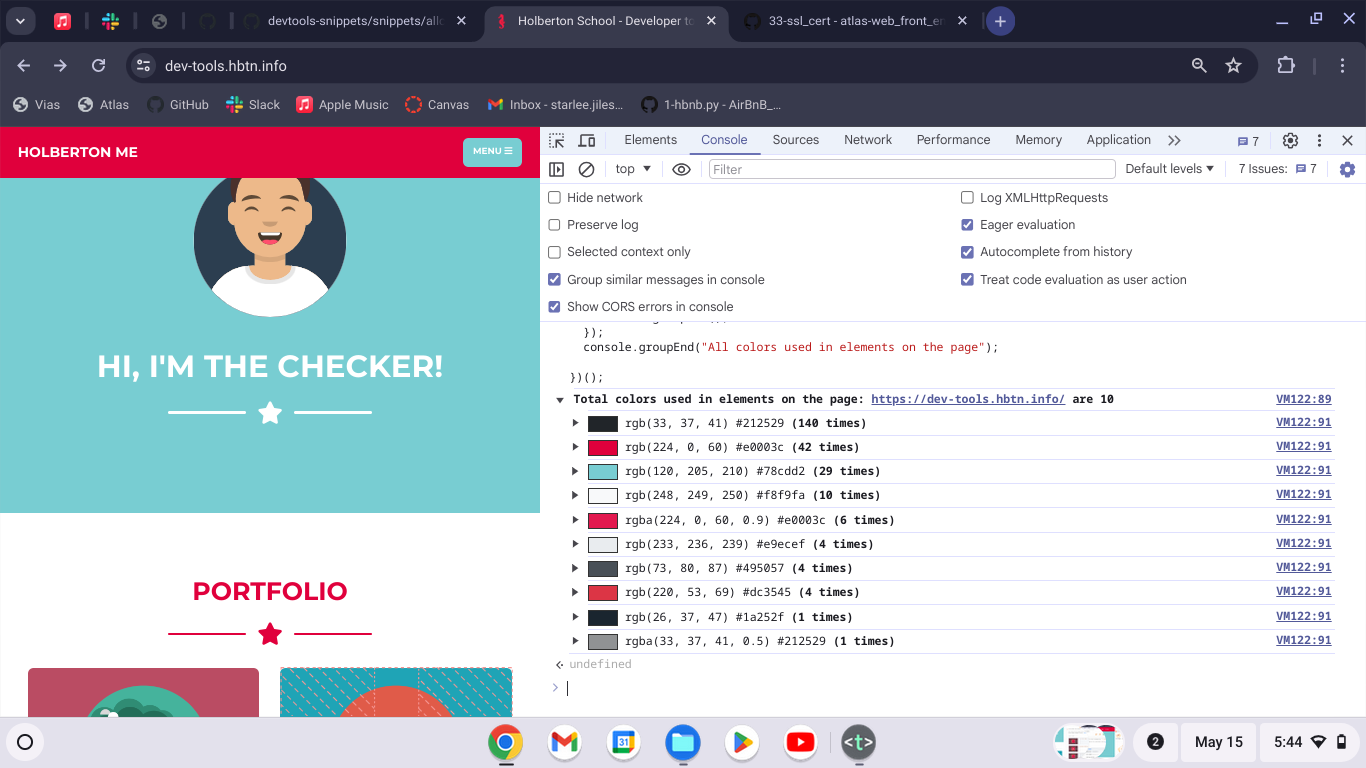 devtools-snippets/snippets/allc
Holberton School - Developer to
33-ssl_cert - atlas-web_front_en
dev-tools.hbtn.info
Vias
Atlas
GitHub
Slack
Apple Music
Canvas
Inbox - starlee.jiles...
1-hbnb.py - AirBnB_...
HOLBERTON ME
MENU
HI, I'M THE CHECKER!
PORTFOLIO
Elements Console Sources Network Performance Memory Application 7
top Filter Default levels 7 Issues: 7
Hide network Log XMLHttpRequests
Preserve log Eager evaluation
Selected context only Autocomplete from history
Group similar messages in console Treat code evaluation as user action
Show CORS errors in console
});
console.groupEnd("All colors used in elements on the page");
})();
Total colors used in elements on the page: https://dev-tools.hbtn.info/ are 10 VM122:89
rgb(33, 37, 41) #212529 (140 times) VM122:91
rgb(224, 0, 60) #e0003c (42 times) VM122:91
rgb(120, 205, 210) #78cdd2 (29 times) VM122:91
rgb(248, 249, 250) #f8f9fa (10 times) VM122:91
rgba(224, 0, 60, 0.9) #e0003c (6 times) VM122:91
rgb(233, 236, 239) #e9ecef (4 times) VM122:91
rgb(73, 80, 87) #495057 (4 times) VM122:91
rgb(220, 53, 69) #dc3545 (4 times) VM122:91
rgb(26, 37, 47) #1a252f (1 times) VM122:91
rgba(33, 37, 41, 0.5) #212529 (1 times) VM122:91
undefined
31
<t>
2
May 15
5:44